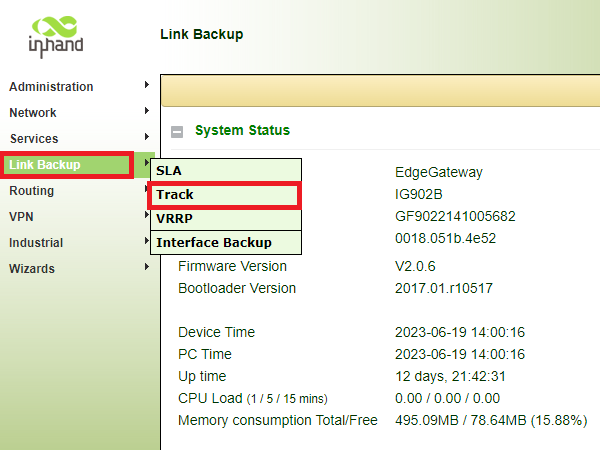 inhand
Link Backup
Administration
Network
Services
Link Backup
Routing
VPN
Industrial
Wizards
SLA
Track
VRRP
Interface Backup
System Status
EdgeGateway
IG902B
GF9022141005682
0018.051b.4e52
Firmware Version V2.0.6
Bootloader Version 2017.01.r10517
Device Time 2023-06-19 14:00:16
PC Time 2023-06-19 14:00:16
Up time 12 days, 21:42:31
CPU Load (1 / 5 / 15 mins) 0.00 / 0.00 / 0.00
Memory consumption Total/Free 495.09MB / 78.64MB (15.88%)